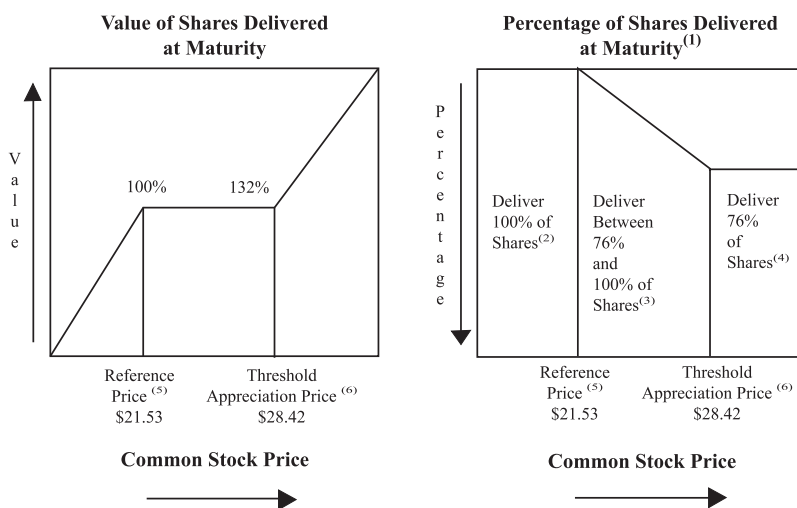 Value of Shares Delivered
at Maturity
Value
100%
132%
Reference
Price (5)
$21.53
Threshold
Appreciation Price (6)
$28.42
Common Stock Price
Percentage of Shares Delivered
at Maturity(1)
Percentage
Deliver
100% of
Shares(2)
Deliver
Between
76%
and
100% of
Shares(3)
Deliver
76%
of
Shares(4)
Reference
Price (5)
$21.53
Threshold
Appreciation Price (6)
$28.42
Common Stock Price